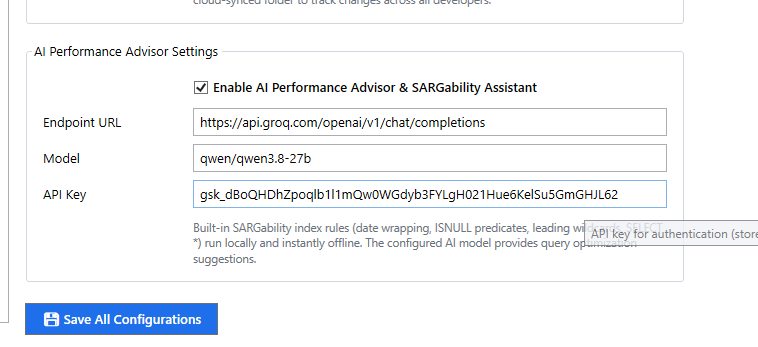 cloud-synced folder to track changes across all developers.
AI Performance Advisor Settings
Enable AI Performance Advisor & SARGability Assistant
Endpoint URL
https://api.groq.com/openai/v1/chat/completions
Model
qwen/qwen3.8-27b
API Key
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
Built-in SARGability index rules (date wrapping, ISNULL predicates, leading wildcards, SELECT
*) run locally and instantly offline. The configured AI model provides query optimization
suggestions.
API key for authentication (store
Save All Configurations